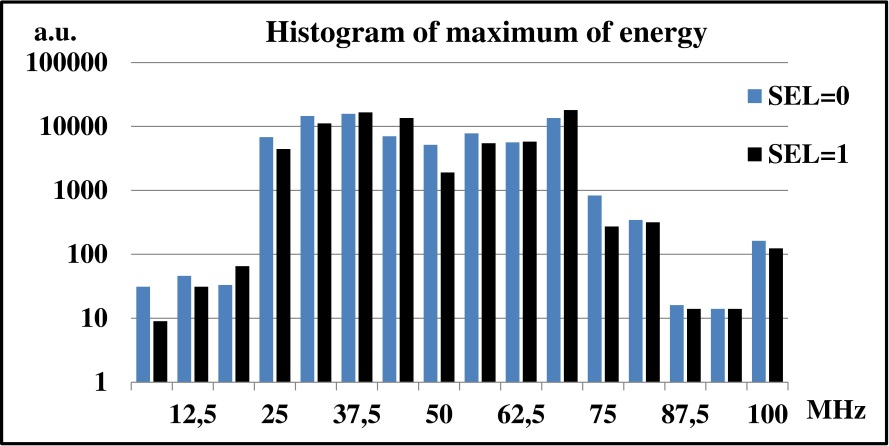 a.u.
Histogram of maximum of energy
100000
10000
1000
100
10
1
SEL=0
SEL=1
12,5 25 37,5 50 62,5 75 87,5 100 MHz